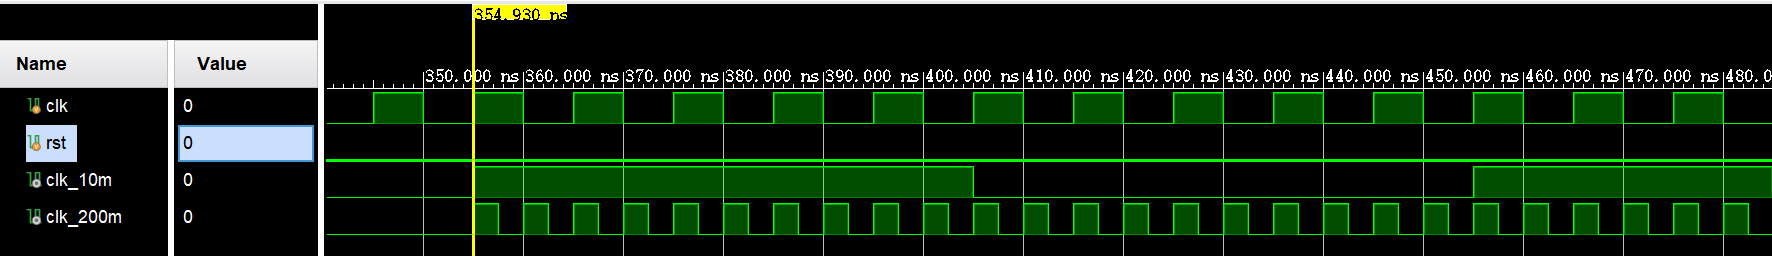 354.930 ns
Name Value
350.000 ns 360.000 ns 370.000 ns 380.000 ns 390.000 ns 400.000 ns 410.000 ns 420.000 ns 430.000 ns 440.000 ns 450.000 ns 460.000 ns 470.000 ns 480.
clk 0
rst 0
clk_10m 0
clk_200m 0